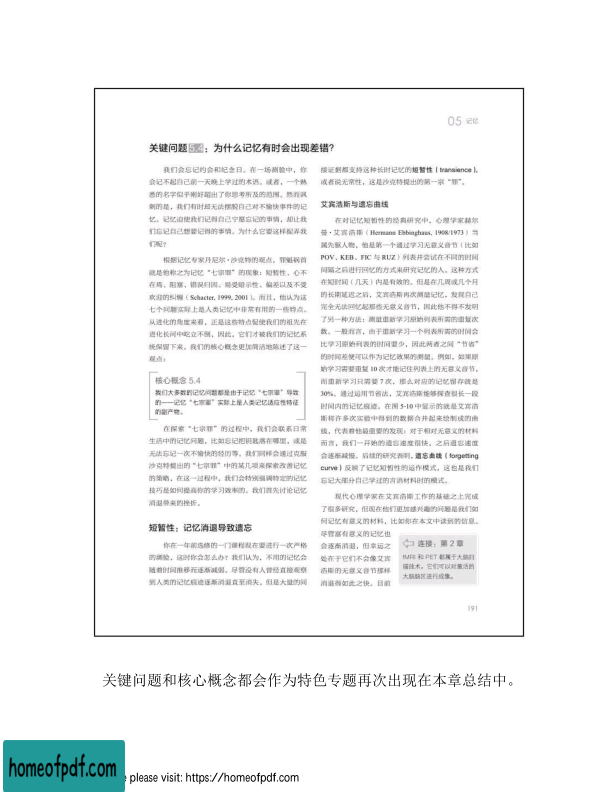 05 记忆
关键问题5.4：为什么记忆有时会出现差错？
我们会忘记约会和纪念日。在一场测验中，你
会记不起自己前一天晚上学过的术语。或者，一个熟
悉的名字似乎刚好超出了你思考所及的范围。然而讽
刺的是，我们有时却无法摆脱自己对不愉快事件的记
忆。记忆迫使我们记得自己宁愿忘记的事情，却让我
们忘记自己想要记得的事情。为什么它要这样捉弄我
们呢？
根据记忆专家丹尼尔·沙克特的观点，罪魁祸首
就是他称之为记忆“七宗罪”的现象：短暂性、心不
在焉、阻塞、错误归因、易受暗示性、偏差以及不受
欢迎的纠缠（Schacter, 1999, 2001）。而且，他认为这
七个问题实际上是人类记忆中非常有用的一些特点。
从进化的角度来看，正是这些特点促使我们的祖先在
进化长河中屹立不倒，因此，它们才被我们的记忆系
统保留下来。我们的核心概念更加简洁地陈述了这一
观点：
核心概念 5.4
我们大多数的记忆问题都是由于记忆“七宗罪”导致
的——记忆“七宗罪”实际上是人类记忆适应性特征
的副产物。
在探索“七宗罪”的过程中，我们会联系日常
生活中的记忆问题，比如忘记把钥匙落在哪里，或是
无法忘记一次不愉快的经历等。我们同样会通过克服
沙克特提出的“七宗罪”中的某几项来探索改善记忆
的策略，在这一过程中，我们会特别强调特定的记忆
技巧是如何提高你的学习效率的。我们首先讨论记忆
消退带来的挫折。
短暂性：记忆消退导致遗忘
你在一年前选修的一门课程现在要进行一次严格
的测验，这时你会怎么办？我们认为，不用的记忆会
随着时间推移而逐渐减弱。尽管没有人曾经直接观察
到人类的记忆痕迹逐渐消退直至消失，但是大量的间
接证据都支持这种长时记忆的短暂性（transience），
或者说无常性，这是沙克特提出的第一宗“罪”。
艾宾浩斯与遗忘曲线
在对记忆短暂性的经典研究中，心理学家赫尔
曼·艾宾浩斯（Hermann Ebbinghaus, 1908/1973）当
属先驱人物，他是第一个通过学习无意义音节（比如
POV、KEB、FIC 与 RUZ）列表并尝试在不同的时间
间隔之后进行回忆的方式来研究记忆的人。这种方式
在短时间（几天）内是有效的，但是在几周或几个月
的长期延迟之后，艾宾浩斯再次测量记忆，发现自己
完全无法回忆起那些无意义音节，因此他不得不发明
了另一种方法：测量重新学习原始列表所需的重复次
数。一般而言，由于重新学习一个列表所需的时间会
比学习原始列表的时间要少，因此两者之间“节省”
的时间差便可以作为记忆效果的测量。例如，如果原
始学习需要重复 10 次才能记住列表上的无意义音节，
而重新学习只需要 7 次，那么对应的记忆留存就是
30%。通过运用节省法，艾宾浩斯能够探查很长一段
时间内的记忆痕迹。在图 5-10 中显示的就是艾宾浩
斯将许多次实验中得到的数据合并起来绘制成的曲
线，代表着他最重要的发现：对于相对无意义的材料
而言，我们一开始的遗忘速度很快，之后遗忘速度
会逐渐减慢。后续的研究表明，遗忘曲线（forgetting
curve）反映了记忆短暂性的运作模式，这也是我们
忘记大部分自己学过的言语材料时的模式。
现代心理学家在艾宾浩斯工作的基础之上完成
了很多研究，但现在他们更加感兴趣的问题是我们如
何记忆有意义的材料，比如你在本文中读到的信息。
尽管富有意义的记忆也
会逐渐消退，但幸运之
处在于它们不会像艾宾
浩斯的无意义音节那样
消退得如此之快。目前
连接：第 2 章
fMRI 和 PET 都属于大脑扫
描技术，它们可以对激活的
大脑脑区进行成像。
191
关键问题和核心概念都会作为特色专题再次出现在本章总结中。
homeofpdf.com
please visit: https://homeofpdf.com